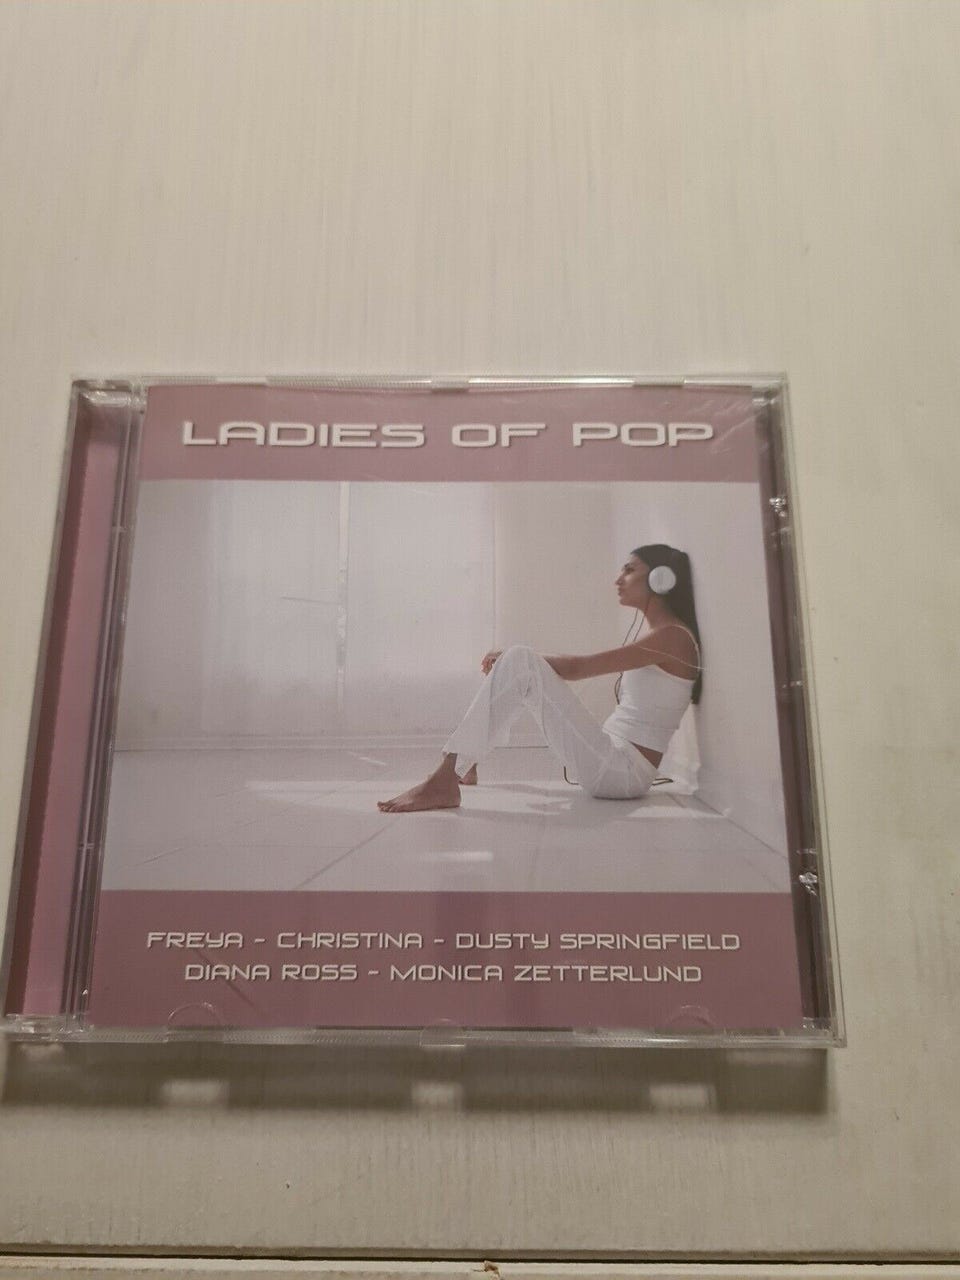 LADIES OF POP
FREYA - CHRISTINA - DUSTY SPRINGFIELD
DIANA ROSS - MONICA ZETTERLUND